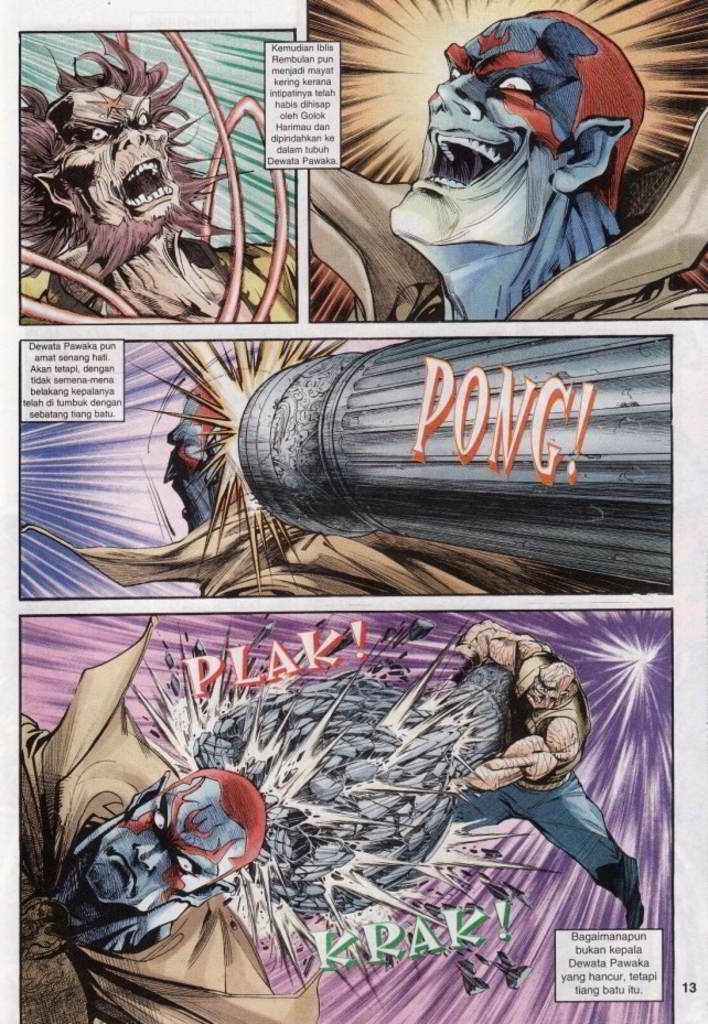 Kemudian Iblis
Rembulan pun
menjadi mayat
kering kerana
intipatinya telah
habis dihisap
oleh Golok
Harimau dan
dipindahkan ke
dalam tubuh
Dewata Pawaka.
Dewata Pawaka pun
amat senang hati.
Akan tetapi, dengan
tidak semena-mena
belakang kepalanya
telah di tumbuk dengan
sebatang tiang batu.
PONG!
PLAK!
KRAK!
Bagaimanapun
bukan kepala
Dewata Pawaka
yang hancur, tetapi
tiang batu itu.
13